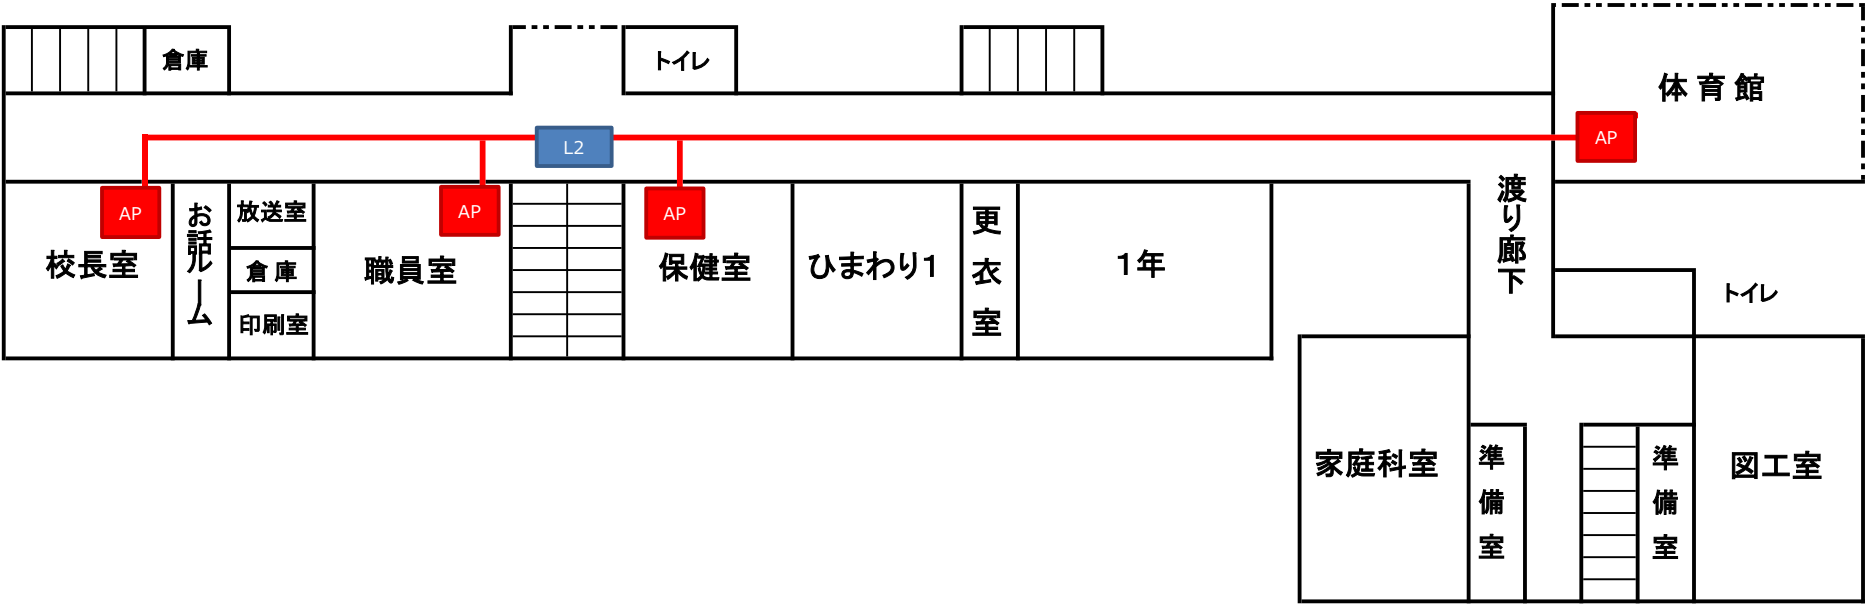 倉庫
トイレ
体育館
L2
AP
AP
AP
AP
校長室
お話ルーム
放送室
倉庫
印刷室
職員室
保健室
ひまわり1
更衣室
1年
渡り廊下
トイレ
家庭科室
準備室
準備室
図工室